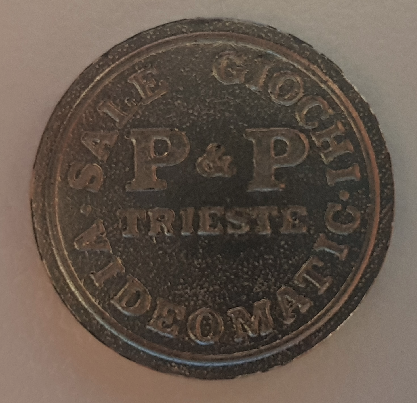 SALE GIOCHI
P & P
TRIESTE
· VIDEOMATIC ·